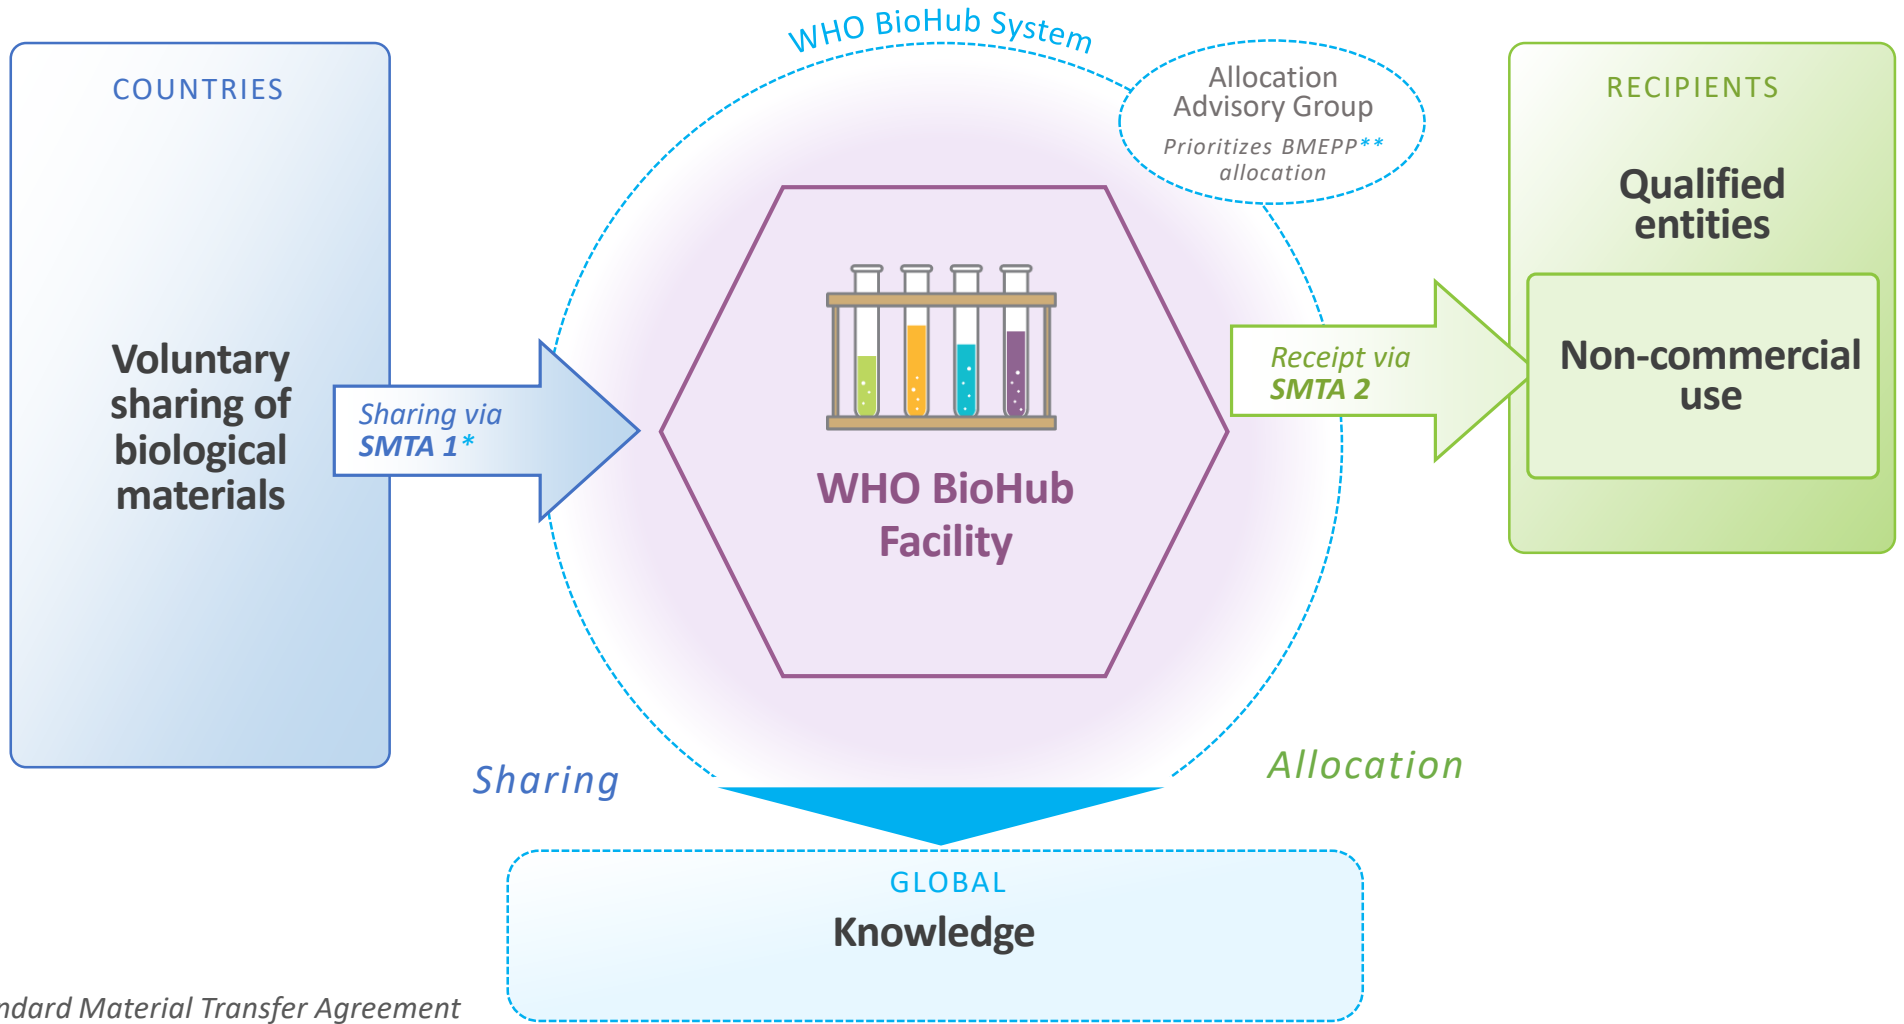 WHO BioHub System
COUNTRIES
Voluntary
sharing of
biological
materials
Sharing via
SMTA 1*
Allocation
Advisory Group
Prioritizes BMEPP**
allocation
WHO BioHub
Facility
Receipt via
SMTA 2
RECIPIENTS
Qualified
entities
Non-commercial
use
Sharing
Allocation
GLOBAL
Knowledge
ndard Material Transfer Agreement